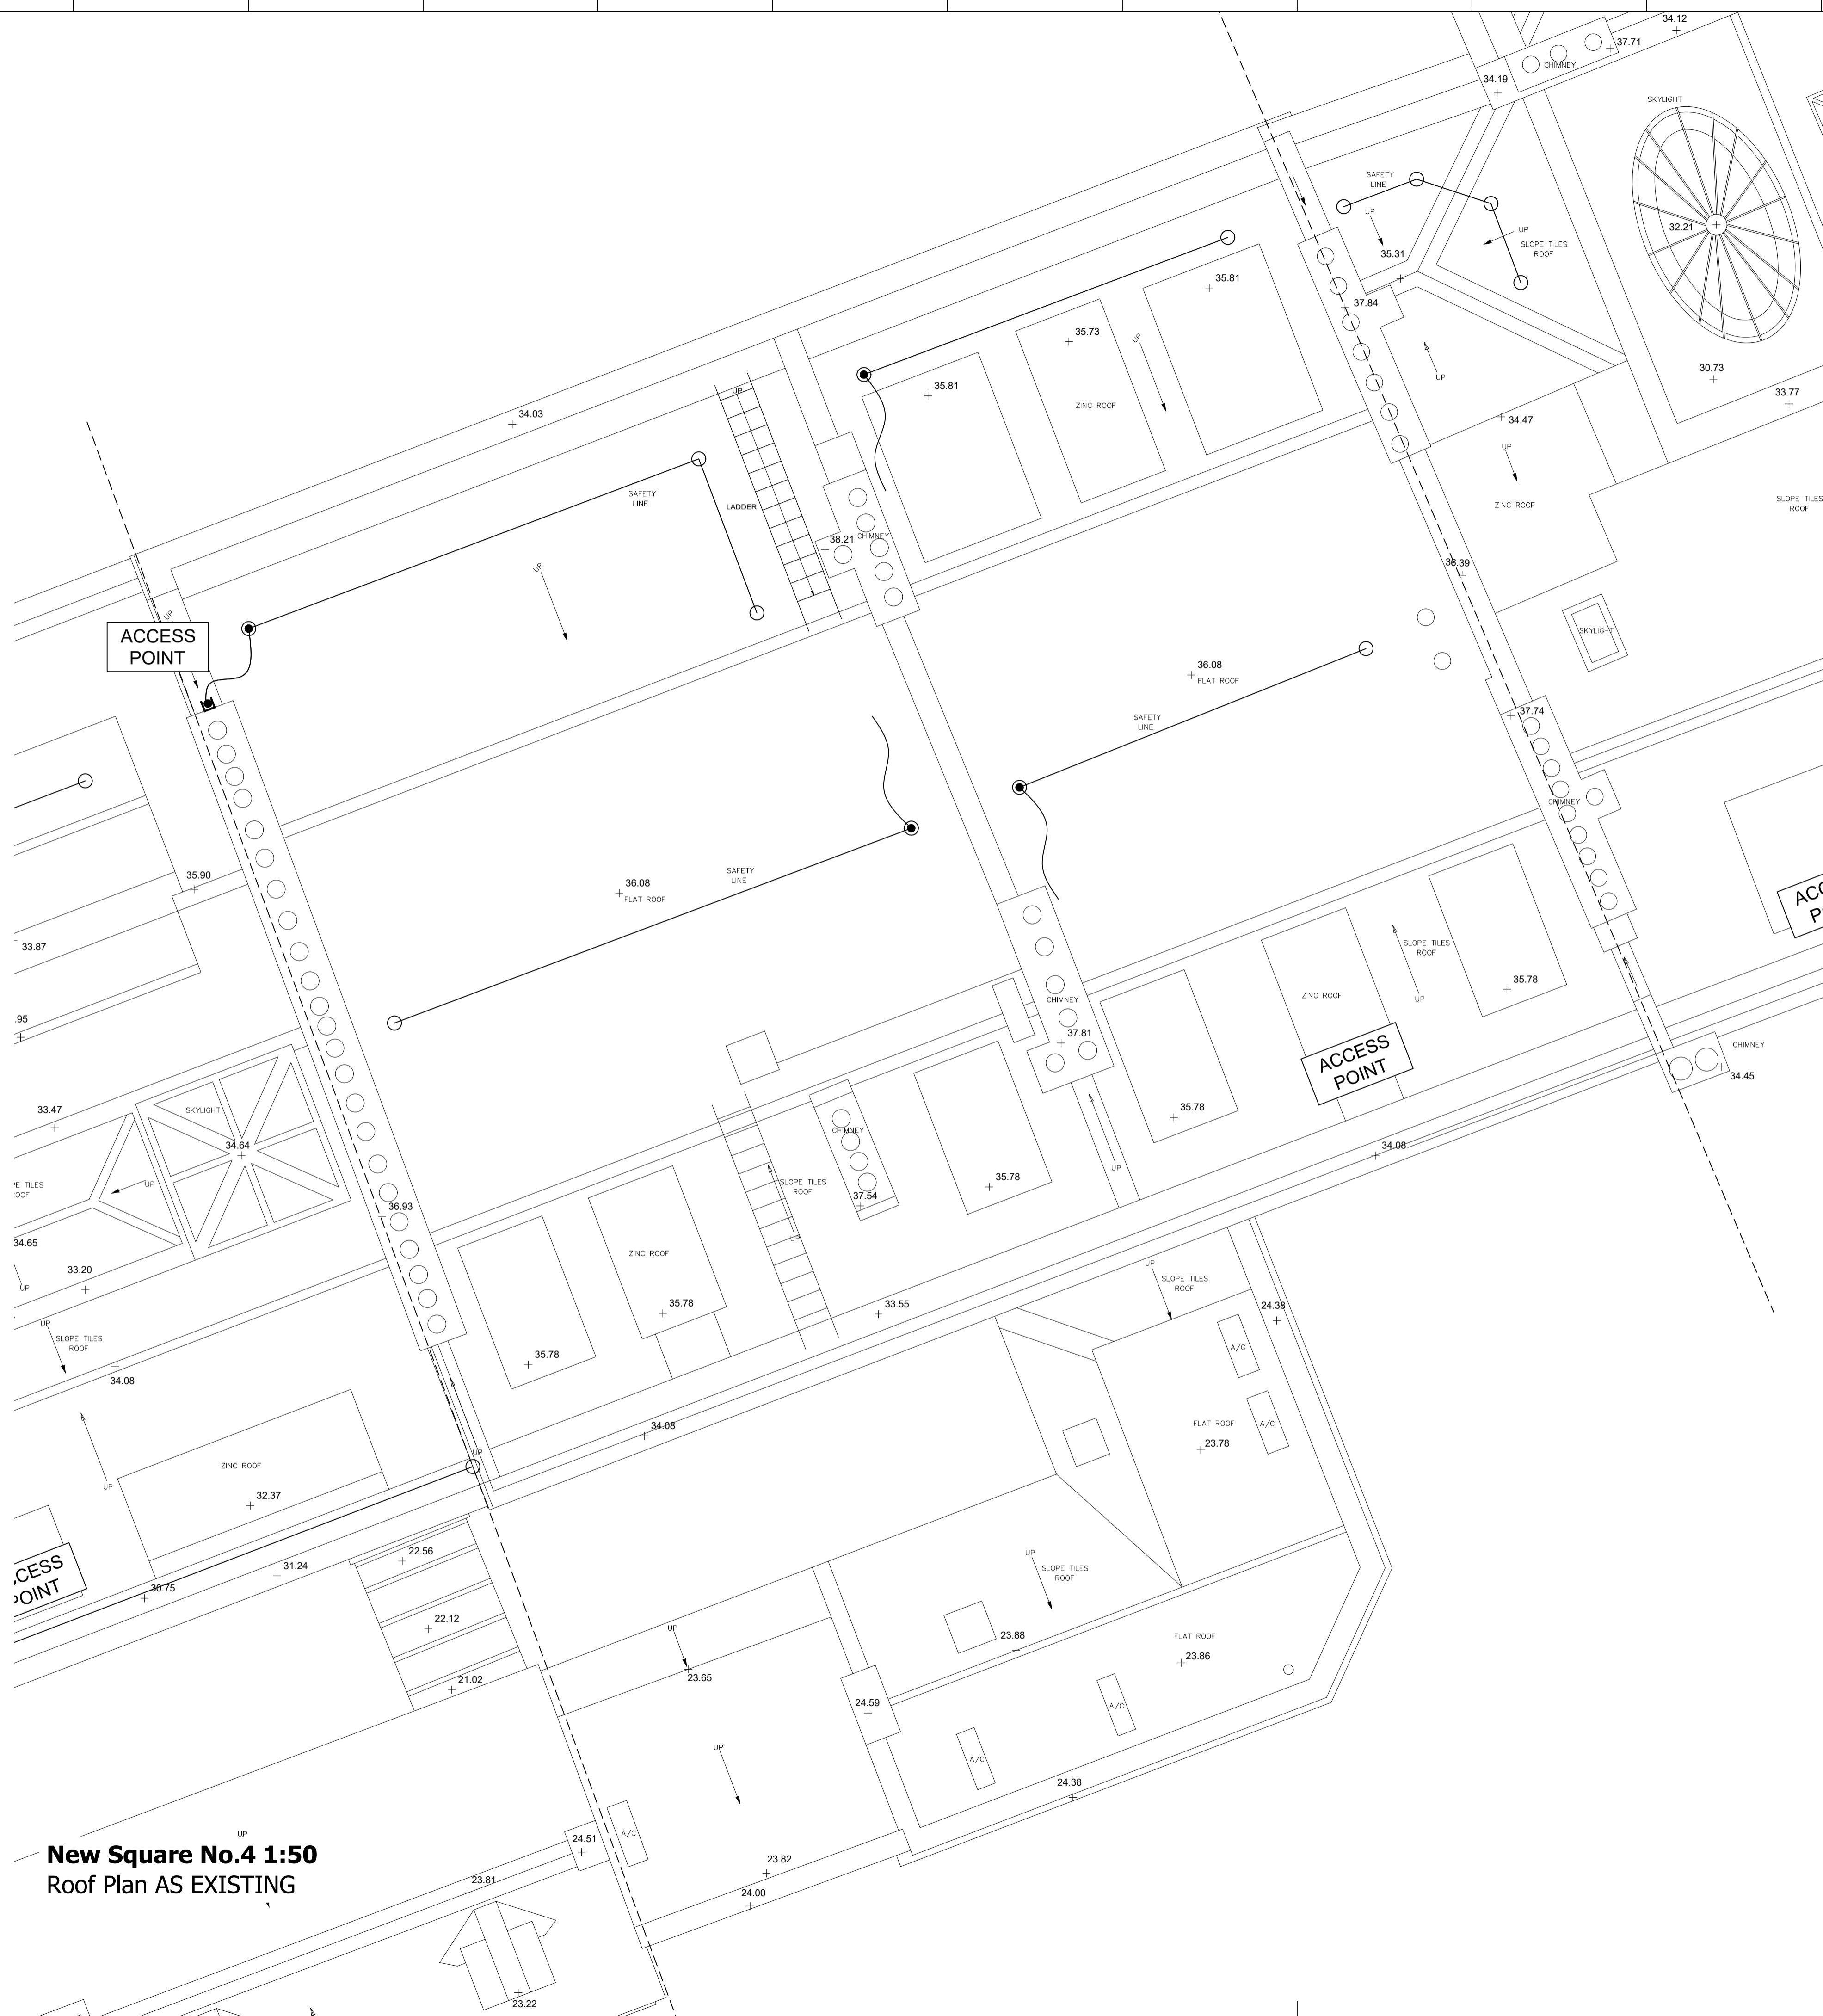 34.12
37.71
CHIMNEY
34.19
SKYLIGHT
SAFETY
LINE
UP
UP
SLOPE TILES
ROOF
32.21
35.31
35.81
37.84
35.73
UP
30.73
UP
33.77
35.81
UP
ZINC ROOF
34.03
34.47
UP
SAFETY
LINE
LADDER
ZINC ROOF
SLOPE TILES
ROOF
38.21
CHIMNEY
36.39
UP
UP
ACCESS
POINT
SKYLIGHT
36.08
FLAT ROOF
37.74
SAFETY
LINE
CHIMNEY
35.90
SAFETY
LINE
36.08
FLAT ROOF
33.87
SLOPE TILES
ROOF
35.78
ZINC ROOF
UP
CHIMNEY
.95
37.81
ACCESS
POINT
CHIMNEY
34.45
33.47
SKYLIGHT
35.78
CHIMNEY
34.64
34.08
UP
UP
35.78
SLOPE TILES
ROOF
37.54
36.93
UP
34.65
ZINC ROOF
33.20
UP
UP
SLOPE TILES
ROOF
35.78
33.55
24.38
UP
SLOPE TILES
ROOF
A/C
35.78
34.08
34.08
FLAT ROOF
A/C
23.78
UP
ZINC ROOF
UP
32.37
22.56
31.24
UP
SLOPE TILES
ROOF
30.75
22.12
UP
23.88
FLAT ROOF
23.86
21.02
23.65
24.59
A/C
UP
A/C
24.38
UP
A/C
24.51
New Square No.4 1:50
Roof Plan AS EXISTING
23.82
23.81
24.00
23.22